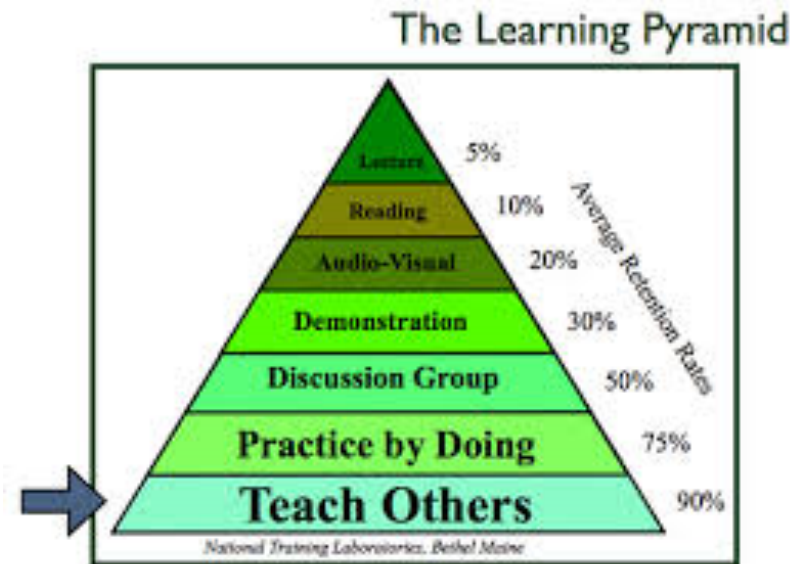 The Learning Pyramid
Lecture 5%
Reading 10%
Audio-Visual 20%
Demonstration 30%
Discussion Group 50%
Practice by Doing 75%
Teach Others 90%
Average Retention Rates
National Training Laboratories, Bethel Maine